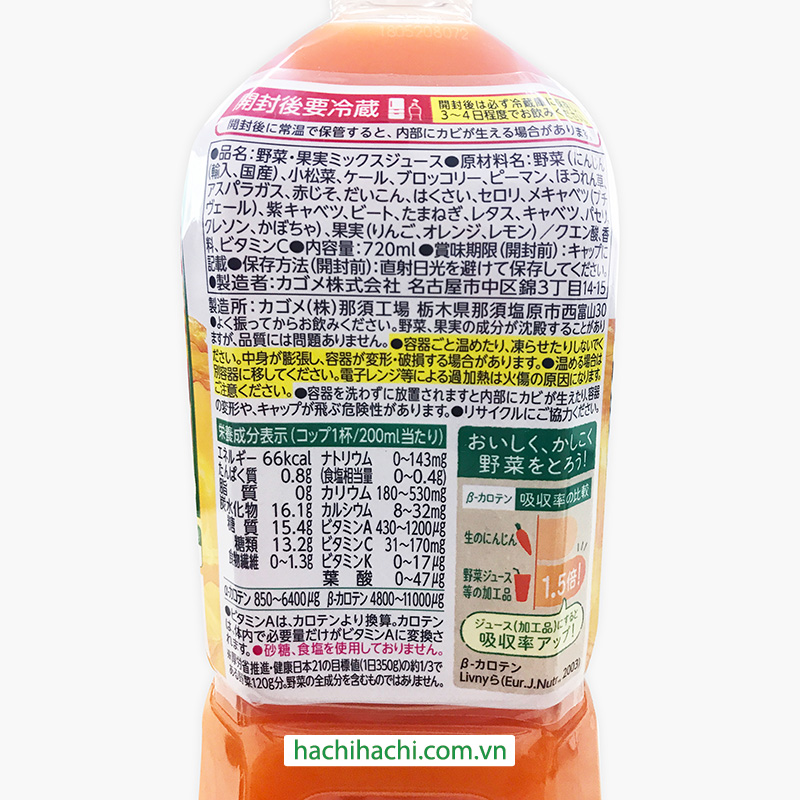 開封後要冷蔵
開封後は必ず冷蔵庫に
3～4日程度でお飲みく
開封後に常温で保管すると、内部にカビが生える場合があります
●品名：野菜・果実ミックスジュース●原材料名：野菜（にんじん
（輸入、国産）、小松菜、ケール、ブロッコリー、ピーマン、ほうれん草、
アスパラガス、赤じそ、だいこん、はくさい、セロリ、メキャベツ（プチ
ヴェール）、紫キャベツ、ビート、たまねぎ、レタス、キャベツ、パセリ、
クレソン、かぼちゃ）、果実（りんご、オレンジ、レモン）／クエン酸、香
料、ビタミンC●内容量：720ml●賞味期限（開封前）：キャップに
記載●保存方法（開封前）：直射日光を避けて保存してください。
●製造者：カゴメ株式会社 名古屋市中区錦3丁目14-15
製造所：カゴメ（株）那須工場 栃木県那須塩原市西富山30
●よく振ってからお飲みください。野菜、果実の成分が沈殿することがあり
ますが、品質には問題ありません。●容器ごと温めたり、凍らせたりしないでく
ださい。中身が膨張し、容器が変形・破損する場合があります。●温める場合は
別容器に移してください。電子レンジ等による過加熱は火傷の原因になります。
ご注意ください。●容器を洗わずに放置されますと内部にカビが生えたり、容器
の変形や、キャップが飛ぶ危険性があります。●リサイクルにご協力ください。
栄養成分表示（コップ1杯/200ml当たり）
エネルギー 66kcal ナトリウム 0～143mg
たんぱく質 0.8g （食塩相当量 0～0.4g）
脂質 0g カリウム 180～530mg
炭水化物 16.1g カルシウム 8～32mg
糖質 15.4g ビタミンA 430～1200μg
糖類 13.2g ビタミンC 31～170mg
食物繊維 0～1.3g ビタミンK 0～17μg
葉酸 0～47μg
α-カロテン 850～6400μg β-カロテン 4800～11000μg
●ビタミンAは、カロテンより換算。カロテン
は、体内で必要量だけがビタミンAに変換さ
れます。●砂糖、食塩を使用しておりません。
省推進・健康日本21の目標値（1日350g）の約1/3で
ある野菜120g分。野菜の全成分を含むものではありません。
おいしく、かしこく
野菜をとろう！
β-カロテン 吸収率の比較
生のにんじん
野菜ジュース
等の加工品
1.5倍！
ジュース（加工品）にすると
吸収率アップ！
β-カロテン
Livnyら（Eur.J.Nutr., 2003）
hachihachi.com.vn